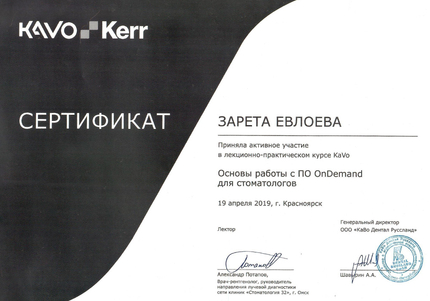 KAVO Kerr
СЕРТИФИКАТ
ЗАРЕТА ЕВЛОЕВА
Приняла активное участие
в лекционно-практическом курсе KaVo
Основы работы с ПО OnDemand
для стоматологов
19 апреля 2019, г. Красноярск
Лектор
Генеральный директор
ООО «КаВо Дентал Руссланд»
Александр Потапов,
Врач-рентгенолог, руководитель
направления лучевой диагностики
сети клиник «Стоматология 32», г. Омск
А.А.